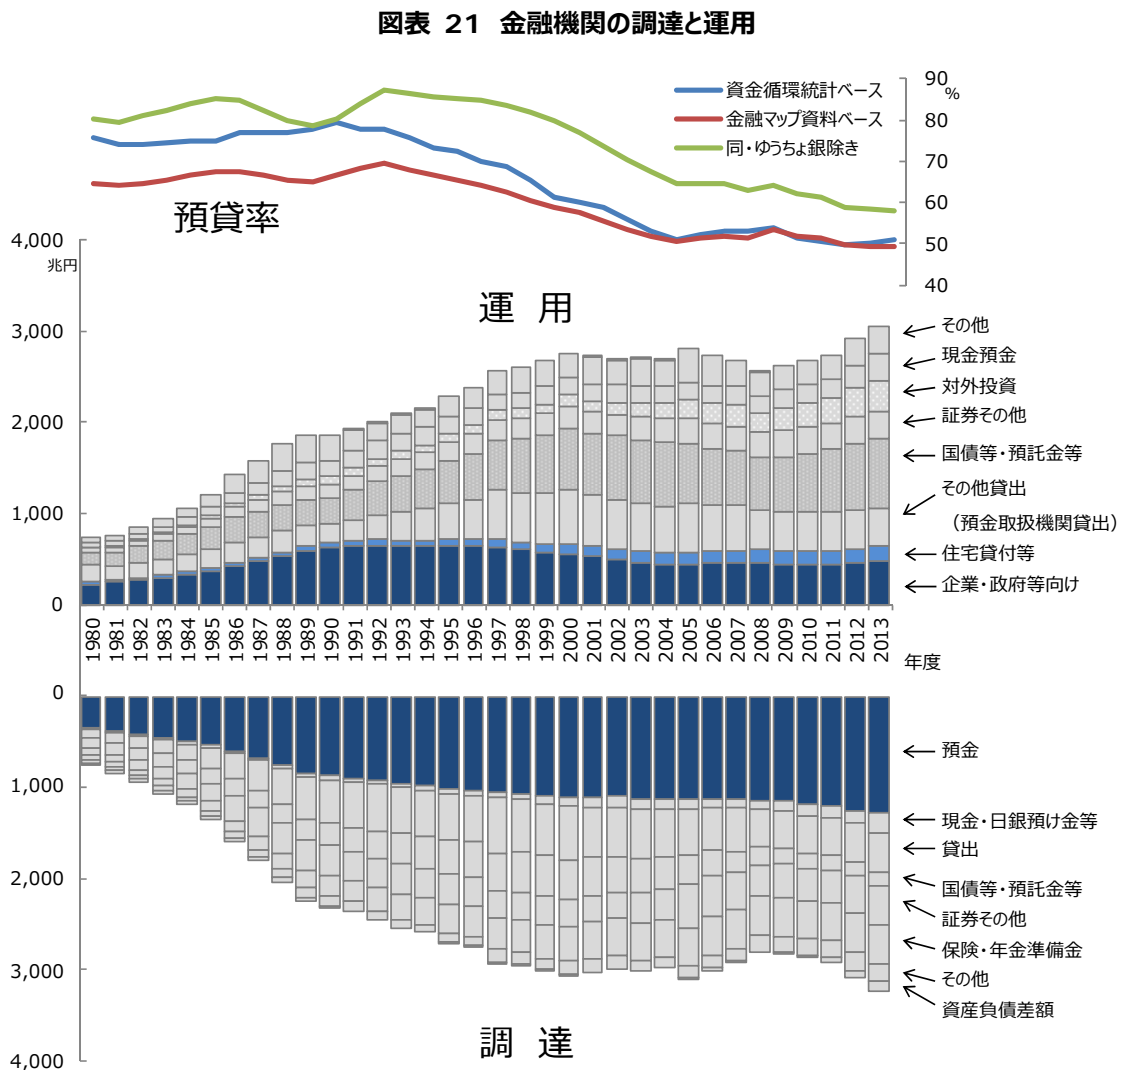 図表 21 金融機関の調達と運用
90
%
80
70
60
50
40
資金循環統計ベース
金融マップ資料ベース
同・ゆうちょ銀除き
預貸率
4,000
兆円
3,000
2,000
1,000
0
運 用
その他
現金預金
対外投資
証券その他
国債等・預託金等
その他貸出
(預金取扱機関貸出)
住宅貸付等
企業・政府等向け
1980 1981 1982 1983 1984 1985 1986 1987 1988 1989 1990 1991 1992 1993 1994 1995 1996 1997 1998 1999 2000 2001 2002 2003 2004 2005 2006 2007 2008 2009 2010 2011 2012 2013
年度
0
1,000
2,000
3,000
4,000
預金
現金・日銀預け金等
貸出
国債等・預託金等
証券その他
保険・年金準備金
その他
資産負債差額
調 達